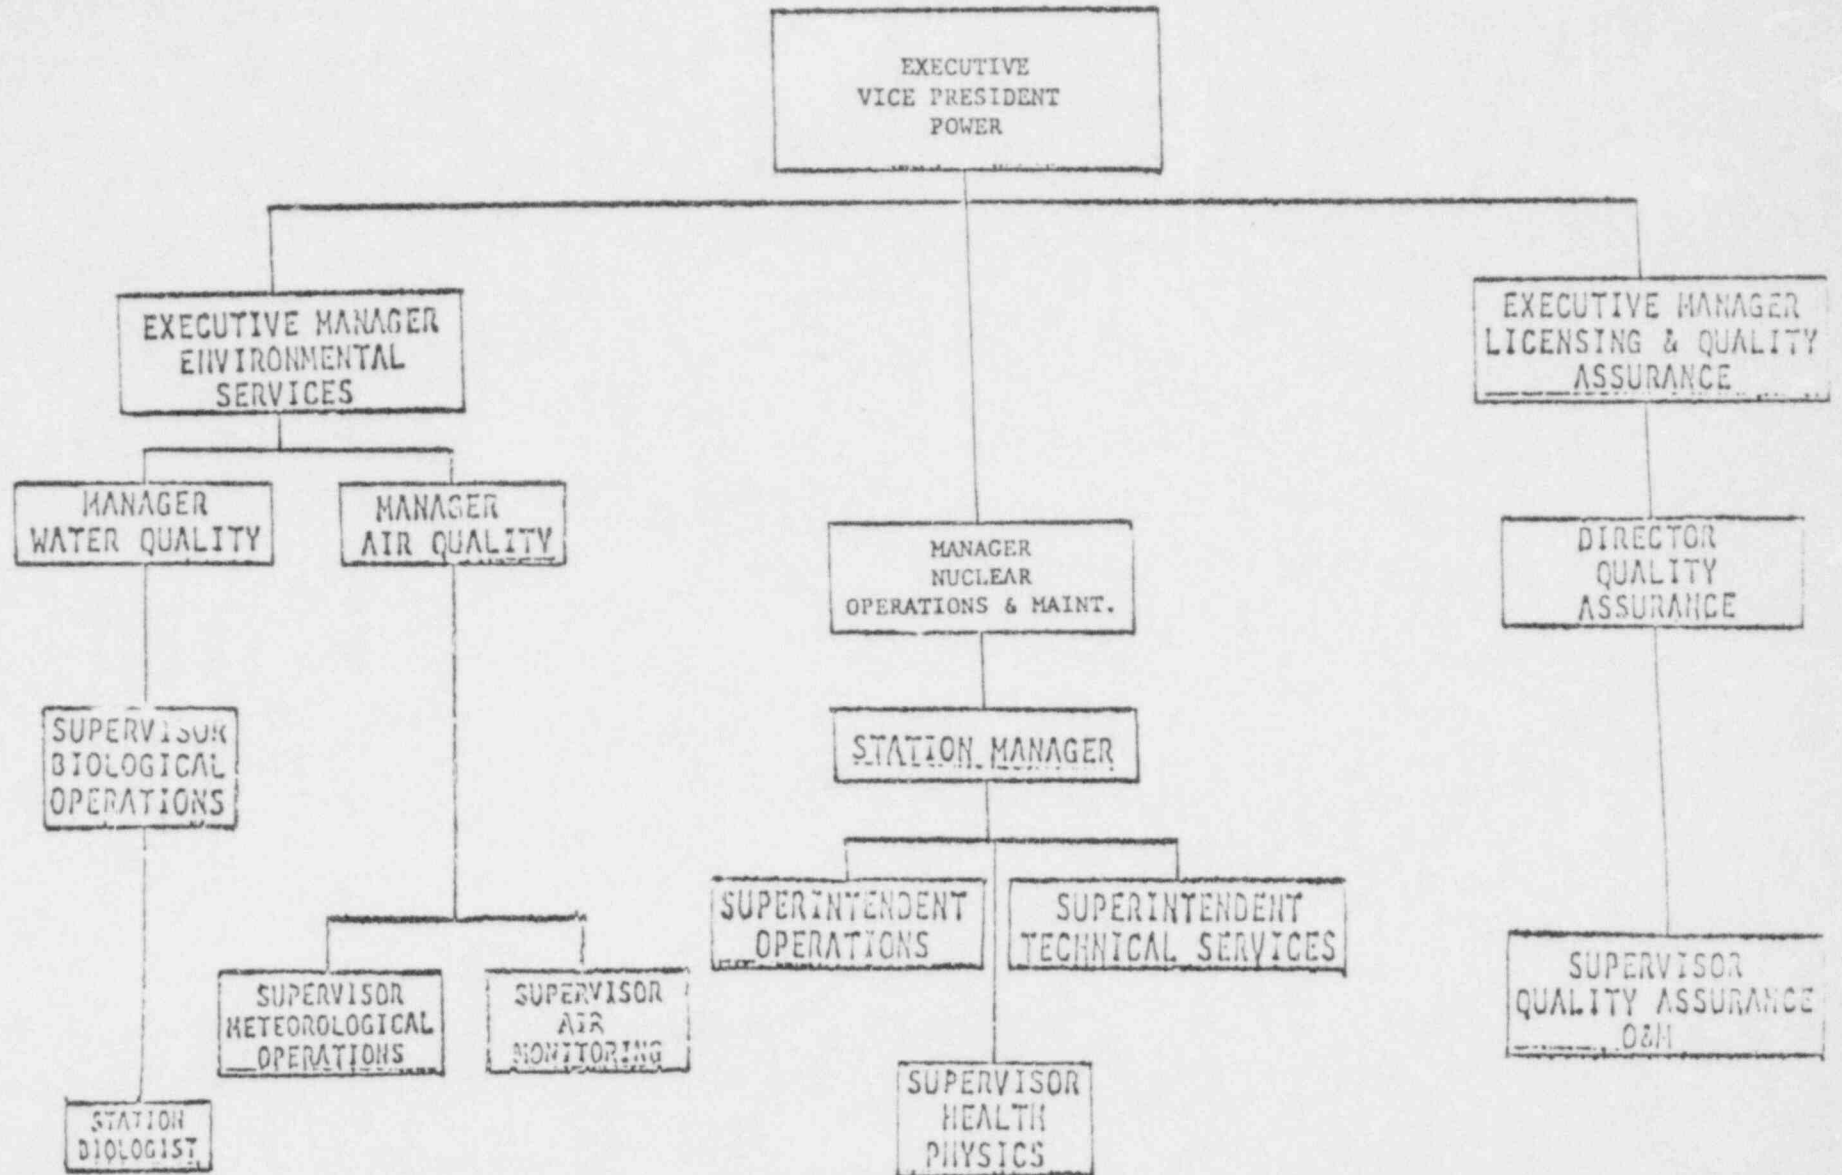 EXECUTIVE
VICE PRESIDENT
POWER
EXECUTIVE MANAGER
ENVIRONMENTAL
SERVICES
EXECUTIVE MANAGER
LICENSING & QUALITY
ASSURANCE
MANAGER
WATER QUALITY
MANAGER
AIR QUALITY
MANAGER
NUCLEAR
OPERATIONS & MAINT.
DIRECTOR
QUALITY
ASSURANCE
SUPERVISOR
BIOLOGICAL
OPERATIONS
STATION MANAGER
SUPERINTENDENT
OPERATIONS
SUPERINTENDENT
TECHNICAL SERVICES
SUPERVISOR
QUALITY ASSURANCE
O&M
SUPERVISOR
METEOROLOGICAL
OPERATIONS
SUPERVISOR
AIR
MONITORING
SUPERVISOR
HEALTH
PHYSICS
STATION
BIOLOGIST